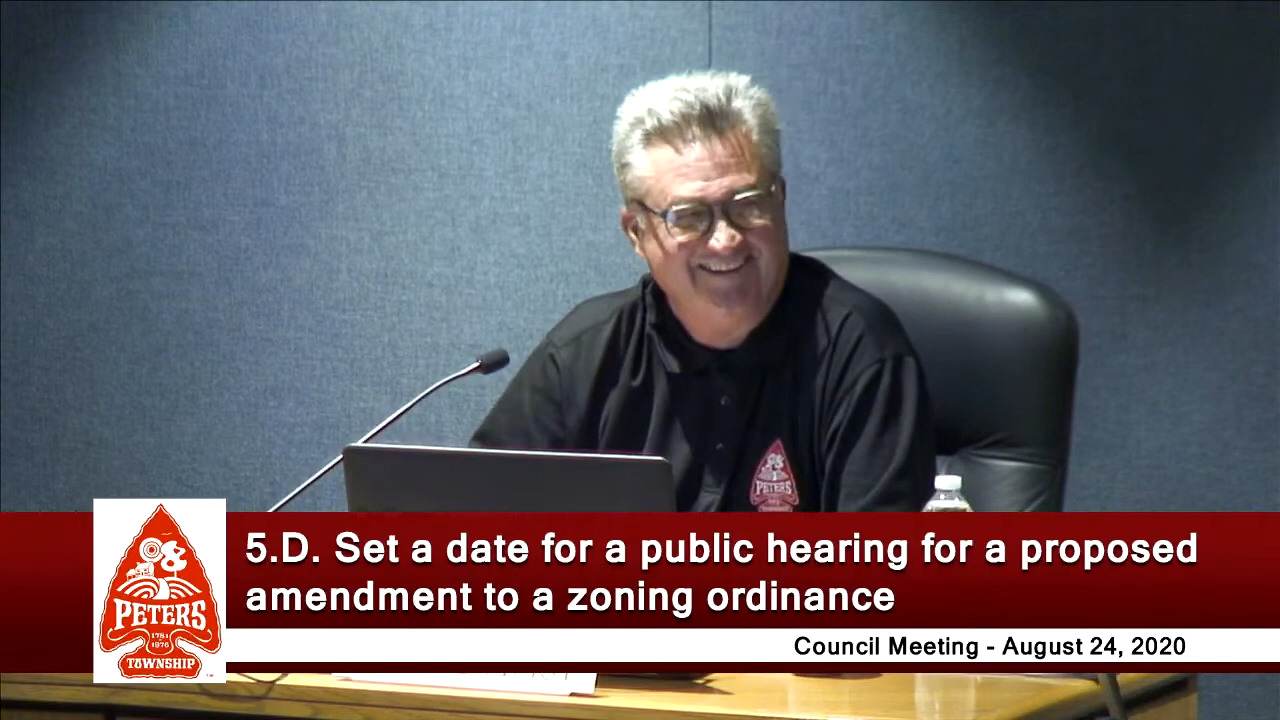 PETERS
TOWNSHIP
5.D. Set a date for a public hearing for a proposed
amendment to a zoning ordinance
PETERS
1781
1976
TOWNSHIP
Council Meeting - August 24, 2020